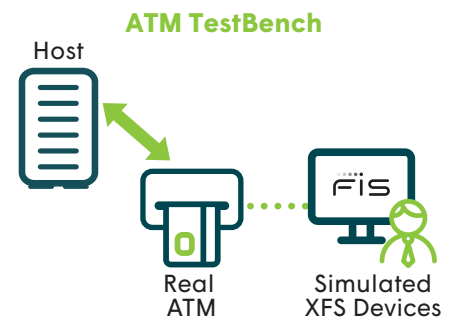 ATM TestBench
Host
FIS
Real
ATM
Simulated
XFS Devices